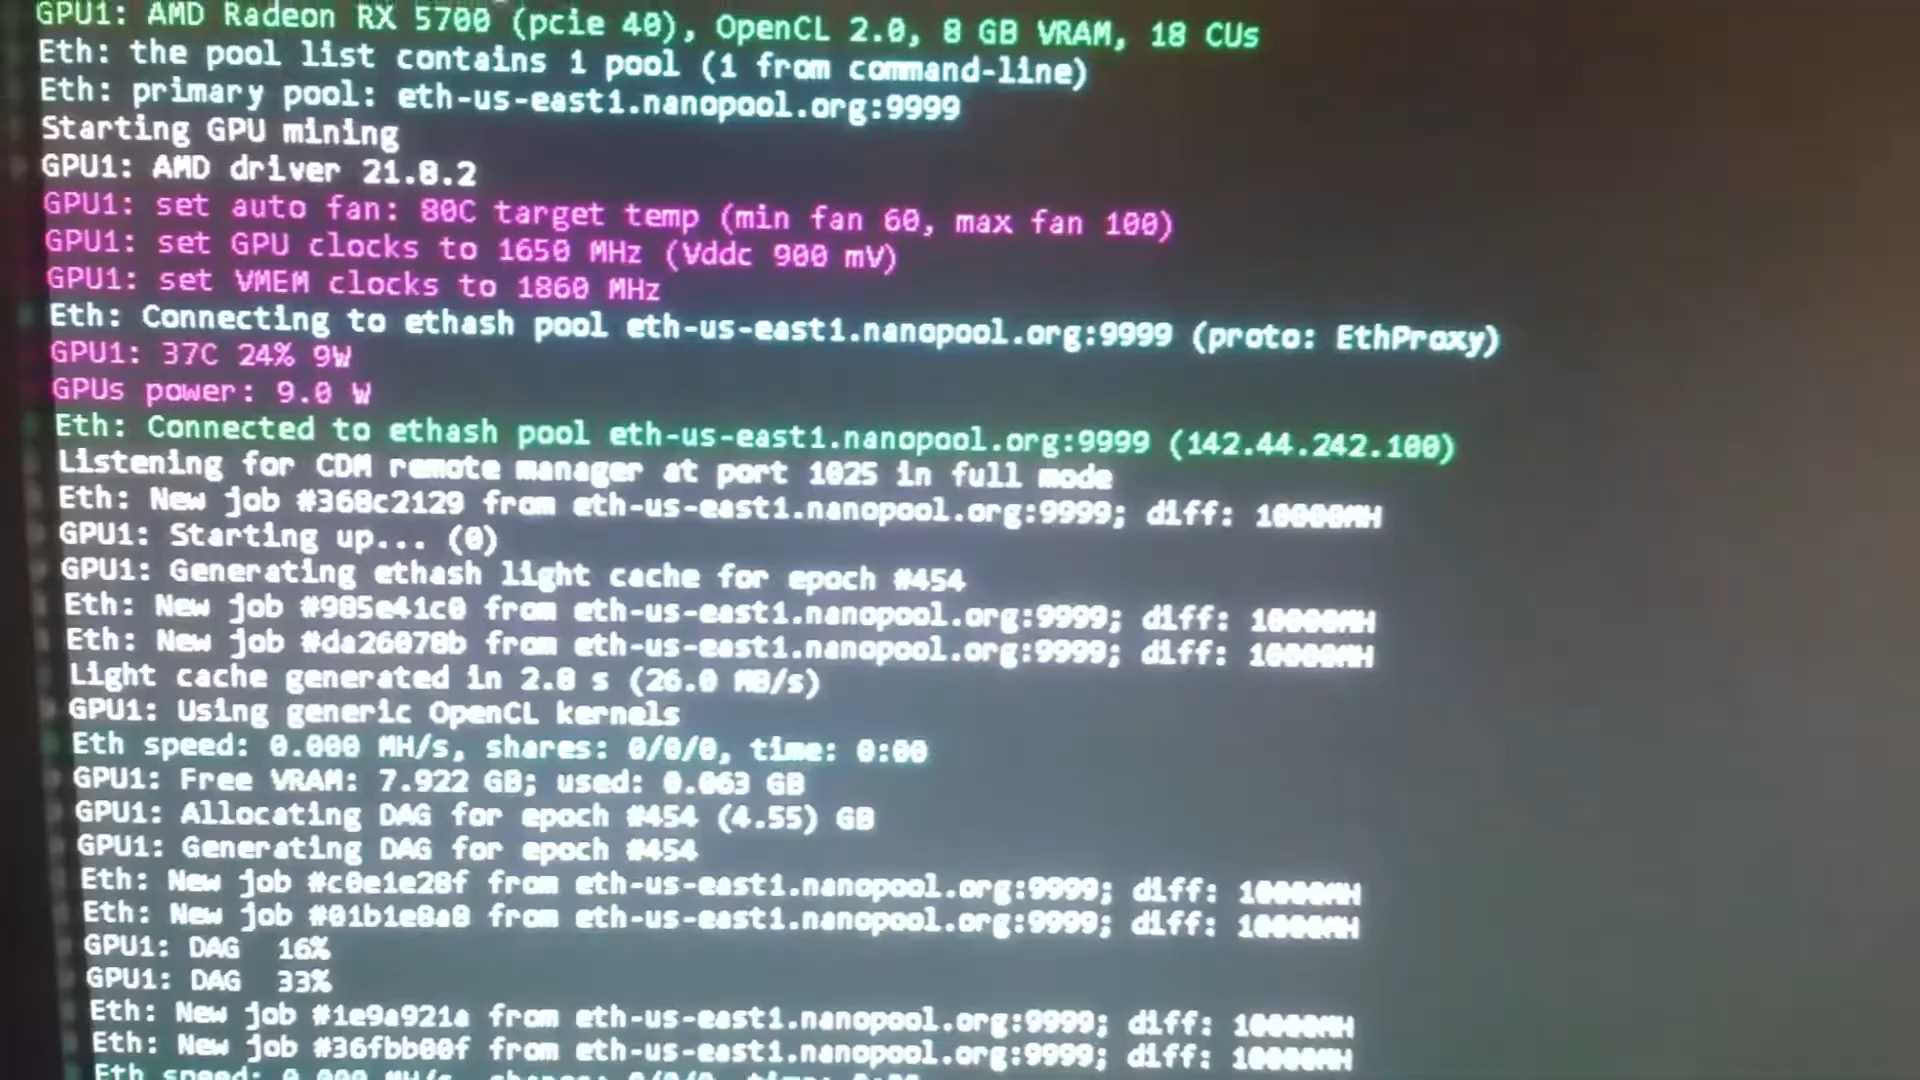 GPU1: AMD Radeon RX 5700 (pcie 40), OpenCL 2.0, 8 GB VRAM, 18 CUs
Eth: the pool list contains 1 pool (1 from command-line)
Eth: primary pool: eth-us-east1.nanopool.org:9999
Starting GPU mining
GPU1: AMD driver 21.8.2
GPU1: set auto fan: 80C target temp (min fan 60, max fan 100)
GPU1: set GPU clocks to 1650 MHz (Vddc 900 mV)
GPU1: set VMEM clocks to 1860 MHz
Eth: Connecting to ethash pool eth-us-east1.nanopool.org:9999 (proto: EthProxy)
GPU1: 37C 24% 9W
GPUs power: 9.0 W
Eth: Connected to ethash pool eth-us-east1.nanopool.org:9999 (142.44.242.100)
Listening for CDM remote manager at port 1025 in full mode
Eth: New job #368c2129 from eth-us-east1.nanopool.org:9999; diff: 10000MH
GPU1: Starting up... (0)
GPU1: Generating ethash light cache for epoch #454
Eth: New job #985e41c0 from eth-us-east1.nanopool.org:9999; diff: 10000MH
Eth: New job #da26078b from eth-us-east1.nanopool.org:9999; diff: 10000MH
Light cache generated in 2.8 s (26.0 MB/s)
GPU1: Using generic OpenCL kernels
Eth speed: 0.000 MH/s, shares: 0/0/0, time: 0:00
GPU1: Free VRAM: 7.922 GB; used: 0.063 GB
GPU1: Allocating DAG for epoch #454 (4.55) GB
GPU1: Generating DAG for epoch #454
Eth: New job #c0e1e28f from eth-us-east1.nanopool.org:9999; diff: 10000MH
Eth: New job #01b1e8a8 from eth-us-east1.nanopool.org:9999; diff: 10000MH
GPU1: DAG 16%
GPU1: DAG 33%
Eth: New job #1e9a921a from eth-us-east1.nanopool.org:9999; diff: 10000MH
Eth: New job #36fbb00f from eth-us-east1.nanopool.org:9999; diff: 10000MH
Eth speed: 0.000 MH/s, shares: 0/0/0, time: